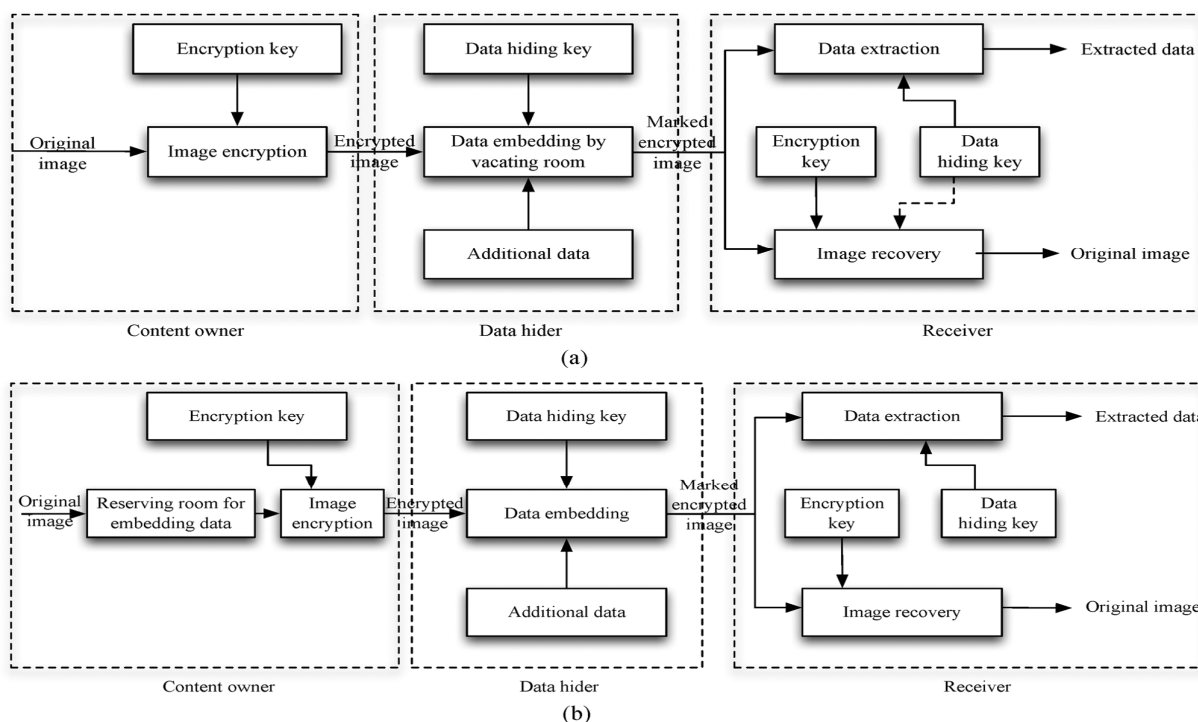 Encryption key
Data hiding key
Data extraction
Extracted data
Original
image
Image encryption
Encrypted
image
Data embedding by
vacating room
Marked
encrypted
image
Encryption
key
Data
hiding key
Additional data
Image recovery
Original image
Content owner
Data hider
Receiver
(a)
Encryption key
Data hiding key
Data extraction
Extracted data
Original
image
Reserving room for
embedding data
Image
encryption
Encrypted
image
Data embedding
Marked
encrypted
image
Encryption
key
Data
hiding key
Additional data
Image recovery
Original image
Content owner
Data hider
Receiver
(b)